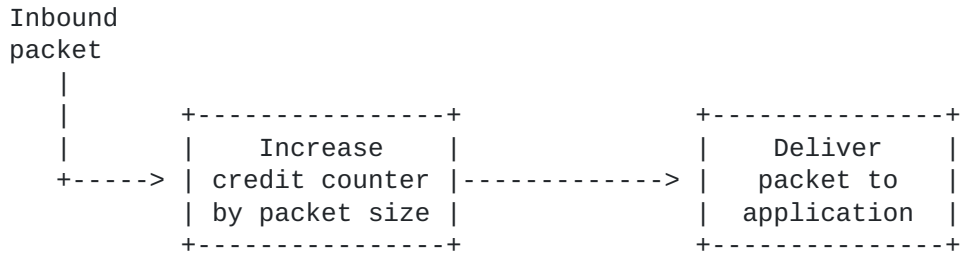 Inbound
packet
Increase
credit counter
by packet size
Deliver
packet to
application